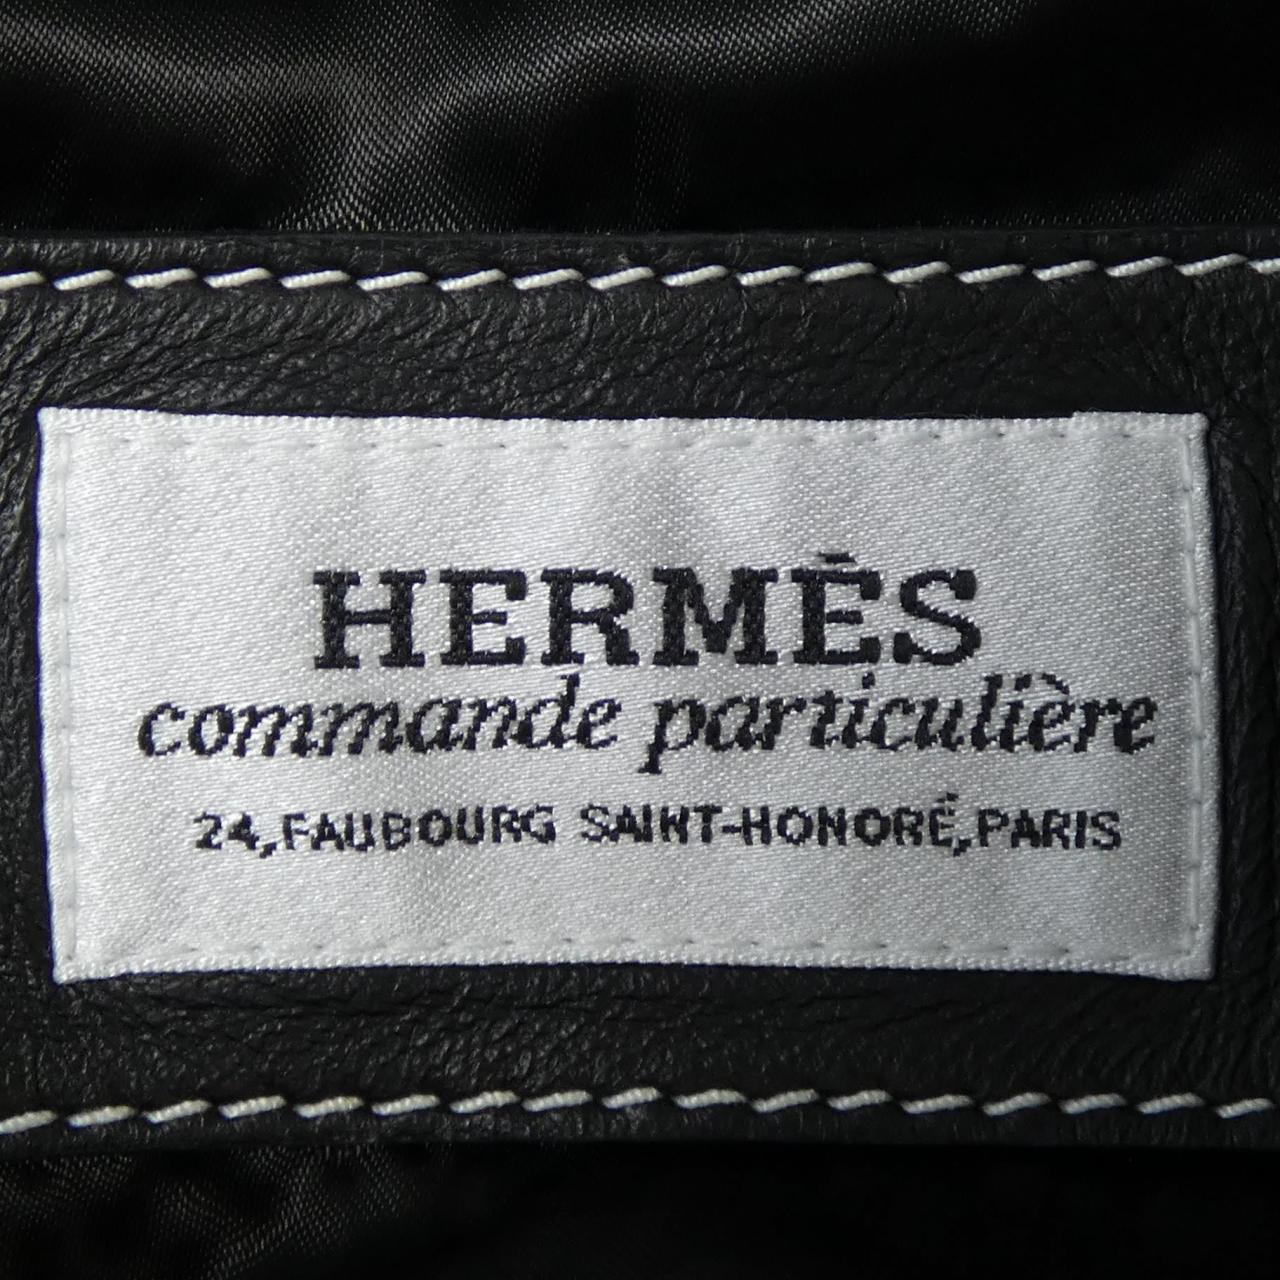 HERMÈS
commande particulière
24,FAUBOURG SAINT-HONORÉ,PARIS